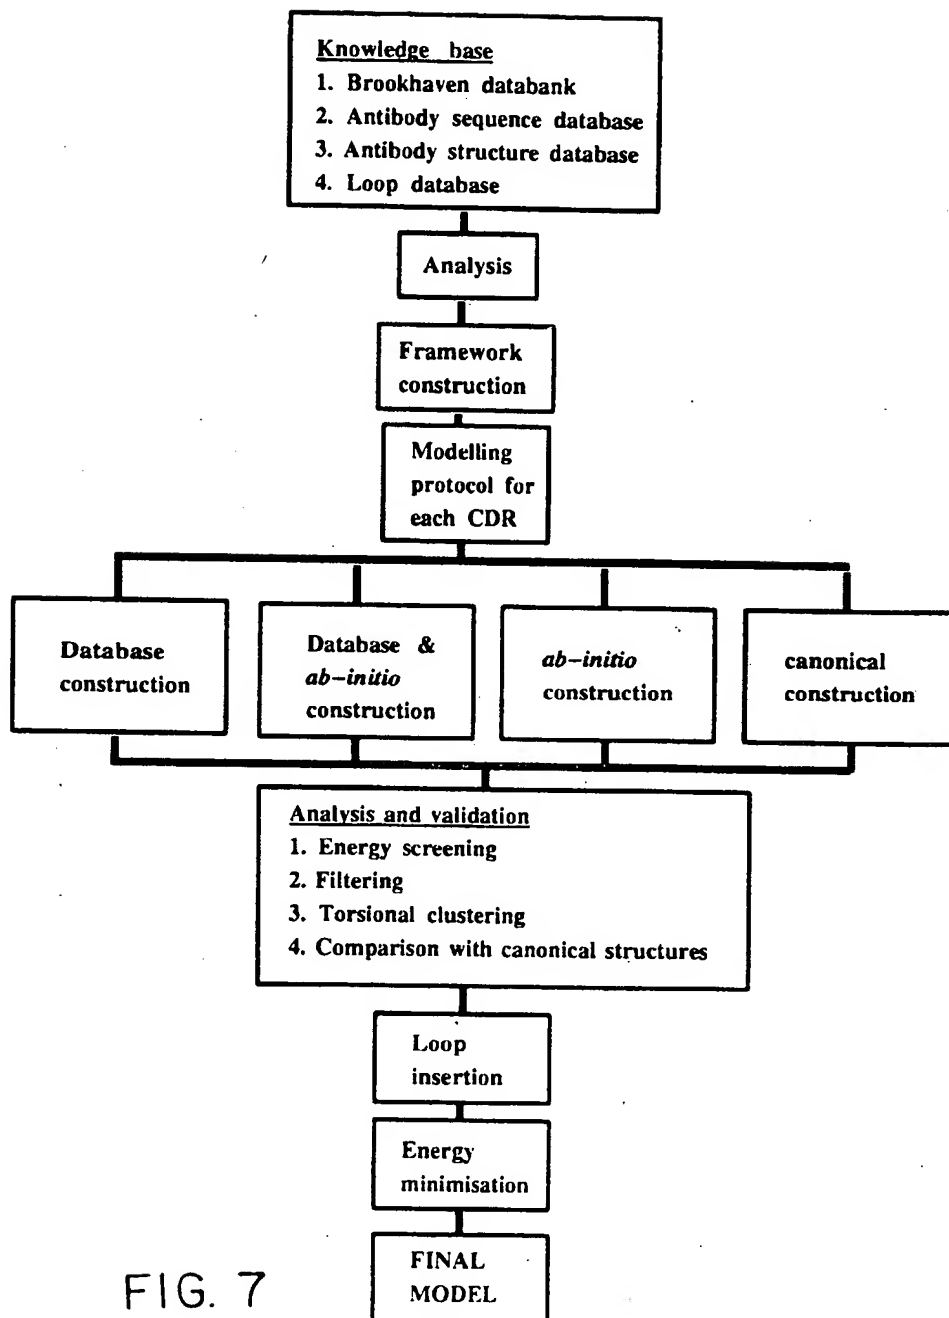 Knowledge base
1. Brookhaven databank
2. Antibody sequence database
3. Antibody structure database
4. Loop database
Analysis
Framework
construction
Modelling
protocol for
each CDR
Database
construction
Database &
ab-initio
construction
ab-initio
construction
canonical
construction
Analysis and validation
1. Energy screening
2. Filtering
3. Torsional clustering
4. Comparison with canonical structures
Loop
insertion
Energy
minimisation
FINAL
MODEL
FIG. 7